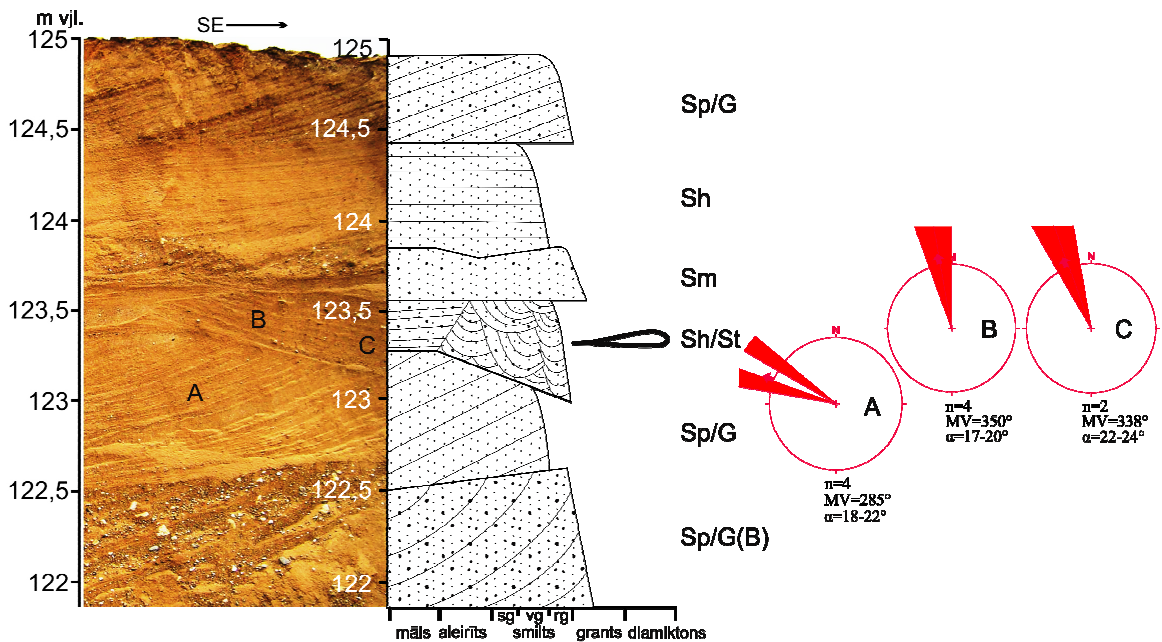 m vjl.
SE
125
124,5
124
123,5
123
122,5
122
125
124,5
124
123,5
123
122,5
122
A
B
C
Sp/G
Sh
Sm
Sh/St
Sp/G
Sp/G(B)
N
A
n=4
MV=285°
α=18-22°
N
B
n=4
MV=350°
α=17-20°
N
C
n=2
MV=338°
α=22-24°
sg vg rg
māls aleirīts smilts grants diamiktons